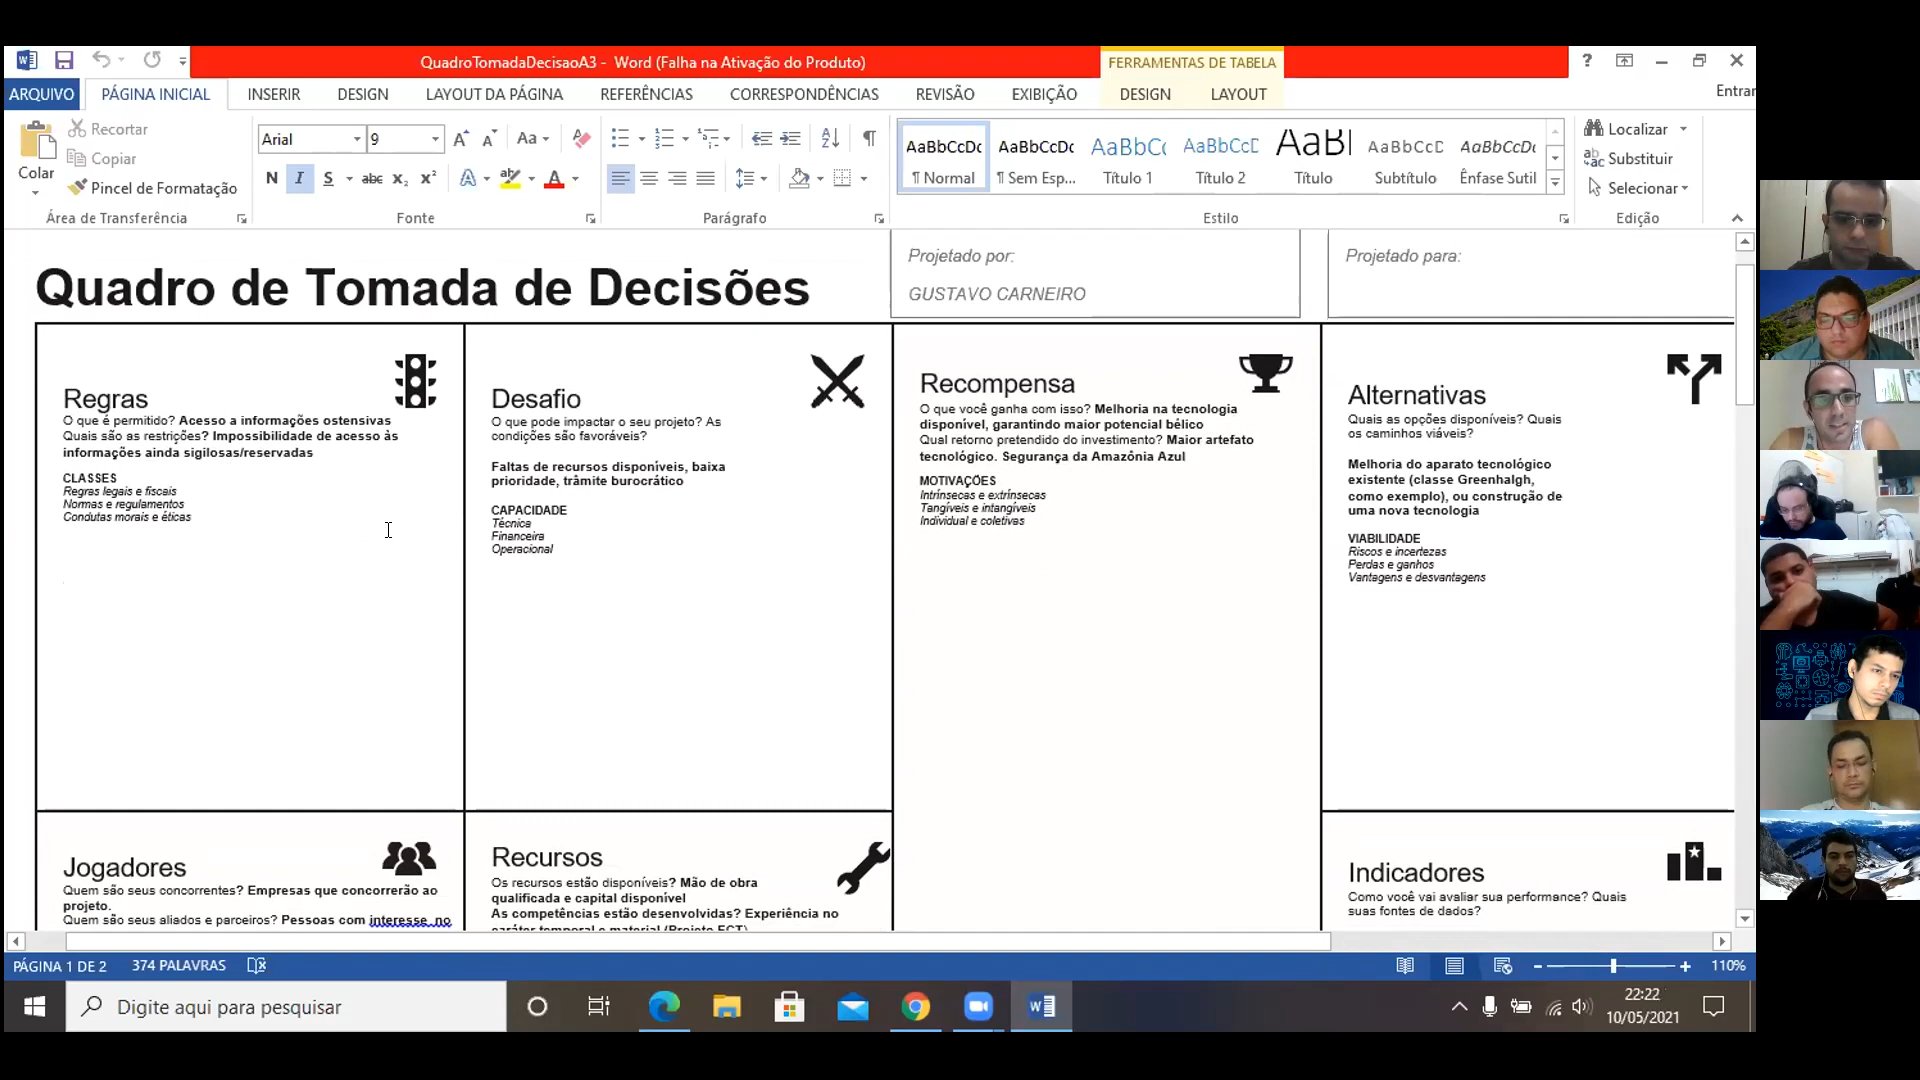 QuadroTomadaDecisaoA3 - Word (Falha na Ativação do Produto)
FERRAMENTAS DE TABELA
?
ARQUIVO PÁGINA INICIAL INSERIR DESIGN LAYOUT DA PÁGINA REFERÊNCIAS CORRESPONDÊNCIAS REVISÃO EXIBIÇÃO DESIGN LAYOUT Entrar
Colar
Recortar
Copiar
Pincel de Formatação
Área de Transferência
Arial 9
N I S abc x₂ x²
Fonte
Parágrafo
AaBbCcDc AaBbCcDc AaBbCc AaBbCcD AaBl AaBbCcD AaBbCcDc
¶ Normal ¶ Sem Esp... Título 1 Título 2 Título Subtítulo Ênfase Sutil
Estilo
Localizar
Substituir
Selecionar
Edição
Quadro de Tomada de Decisões
Projetado por:
GUSTAVO CARNEIRO
Projetado para:
Regras
O que é permitido? Acesso a informações ostensivas
Quais são as restrições? Impossibilidade de acesso às
informações ainda sigilosas/reservadas
CLASSES
Regras legais e fiscais
Normas e regulamentos
Condutas morais e éticas
Desafio
O que pode impactar o seu projeto? As
condições são favoráveis?
Faltas de recursos disponíveis, baixa
prioridade, trâmite burocrático
CAPACIDADE
Técnica
Financeira
Operacional
Recompensa
O que você ganha com isso? Melhoria na tecnologia
disponível, garantindo maior potencial bélico
Qual retorno pretendido do investimento? Maior artefato
tecnológico. Segurança da Amazônia Azul
MOTIVAÇÕES
Intrínsecas e extrínsecas
Tangíveis e intangíveis
Individual e coletivas
Alternativas
Quais as opções disponíveis? Quais
os caminhos viáveis?
Melhoria do aparato tecnológico
existente (classe Greenhalgh,
como exemplo), ou construção de
uma nova tecnologia
VIABILIDADE
Riscos e incertezas
Perdas e ganhos
Vantagens e desvantagens
Jogadores
Quem são seus concorrentes? Empresas que concorrerão ao
projeto.
Quem são seus aliados e parceiros? Pessoas com interesse no
Recursos
Os recursos estão disponíveis? Mão de obra
qualificada e capital disponível
As competências estão desenvolvidas? Experiência no
caráter temporal e material (Projeto FCT)
Indicadores
Como você vai avaliar sua performance? Quais
suas fontes de dados?
PÁGINA 1 DE 2 374 PALAVRAS 110%
Digite aqui para pesquisar
22:22
10/05/2021